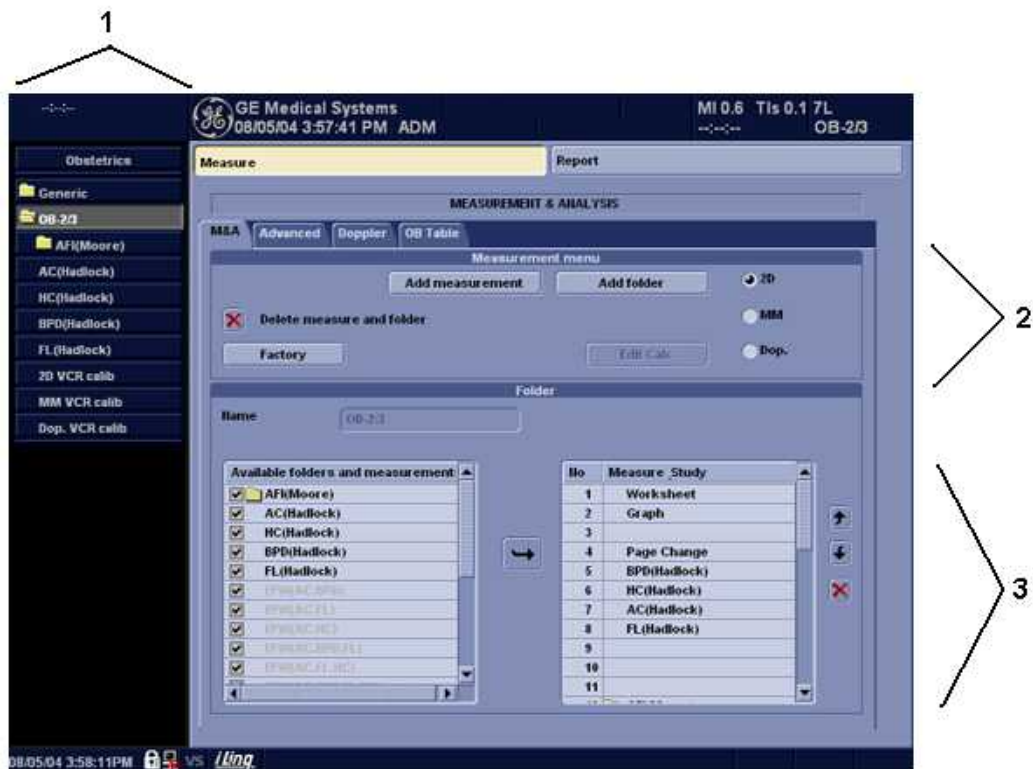 1
--:--:--
GE Medical Systems
08/05/04 3:57:41 PM ADM
MI 0.6 TIs 0.1 7L
--:--:-- OB-2/3
Obstetrics
Generic
OB-2/3
AFI(Moore)
AC(Hadlock)
HC(Hadlock)
BPD(Hadlock)
FL(Hadlock)
2D VCR calib
MM VCR calib
Dop. VCR calib
Measure
Report
MEASUREMENT & ANALYSIS
M&A Advanced Doppler OB Table
Measurement menu
Add measurement Add folder 2D
Delete measure and folder MM
Factory Edit Calc Dop.
2
Folder
Name OB-2/3
Available folders and measurement
AFI(Moore)
AC(Hadlock)
HC(Hadlock)
BPD(Hadlock)
FL(Hadlock)
No Measure_Study
1 Worksheet
2 Graph
3
4 Page Change
5 BPD(Hadlock)
6 HC(Hadlock)
7 AC(Hadlock)
8 FL(Hadlock)
9
10
11
3
08/05/04 3:58:11PM VS iLinq